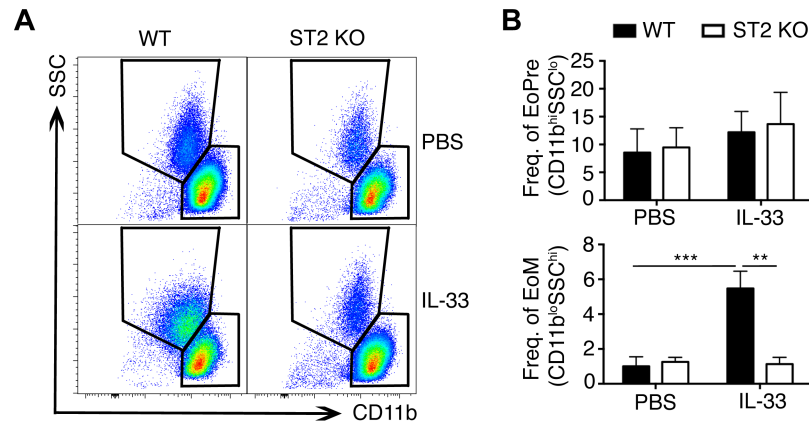 A
WT
ST2 KO
SSC
PBS
IL-33
CD11b
B
WT
ST2 KO
Freq. of EoPre
(CD11bhiSSClo)
25
20
15
10
5
0
PBS
IL-33
Freq. of EoM
(CD11bloSSChi)
8
6
4
2
0
***
**
PBS
IL-33